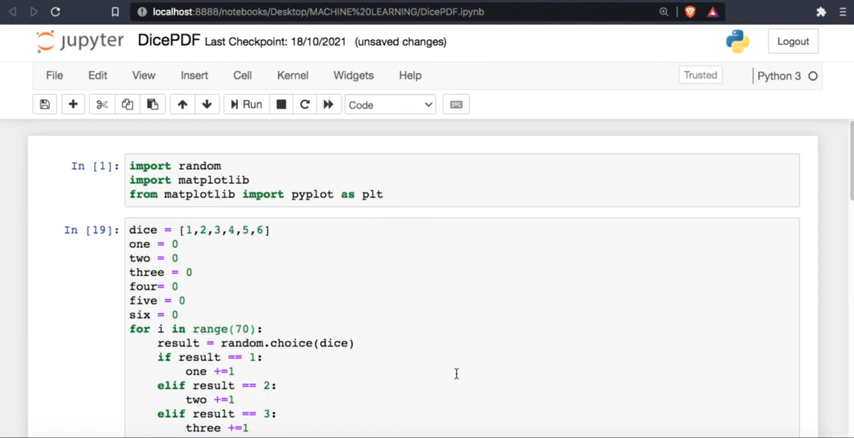 localhost:8888/notebooks/Desktop/MACHINE%20LEARNING/DicePDF.ipynb
jupyter DicePDF Last Checkpoint: 18/10/2021 (unsaved changes) Logout
File Edit View Insert Cell Kernel Widgets Help Trusted Python 3
Run Code
In [1]: import random
import matplotlib
from matplotlib import pyplot as plt
In [19]: dice = [1,2,3,4,5,6]
one = 0
two = 0
three = 0
four= 0
five = 0
six = 0
for i in range(70):
    result = random.choice(dice)
    if result == 1:
        one +=1
    elif result == 2:
        two +=1
    elif result == 3:
        three +=1